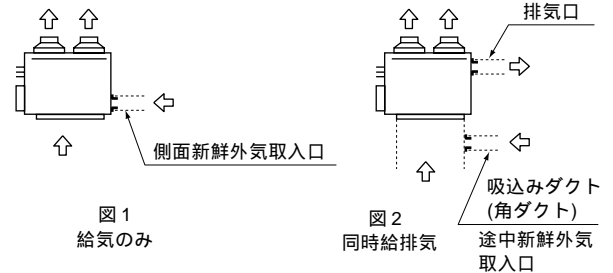 排気口
側面新鮮外気取入口
図1
給気のみ
図2
同時給排気
吸込みダクト
(角ダクト)
途中新鮮外気
取入口